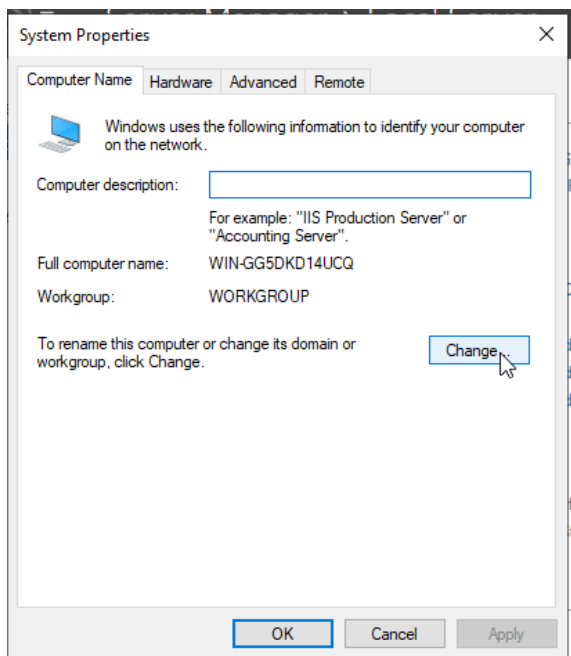 System Properties
Computer Name Hardware Advanced Remote
Windows uses the following information to identify your computer
on the network.
Computer description:
For example: "IIS Production Server" or
"Accounting Server".
Full computer name: WIN-GG5DKD14UCQ
Workgroup: WORKGROUP
To rename this computer or change its domain or
workgroup, click Change.
Change...
OK Cancel Apply